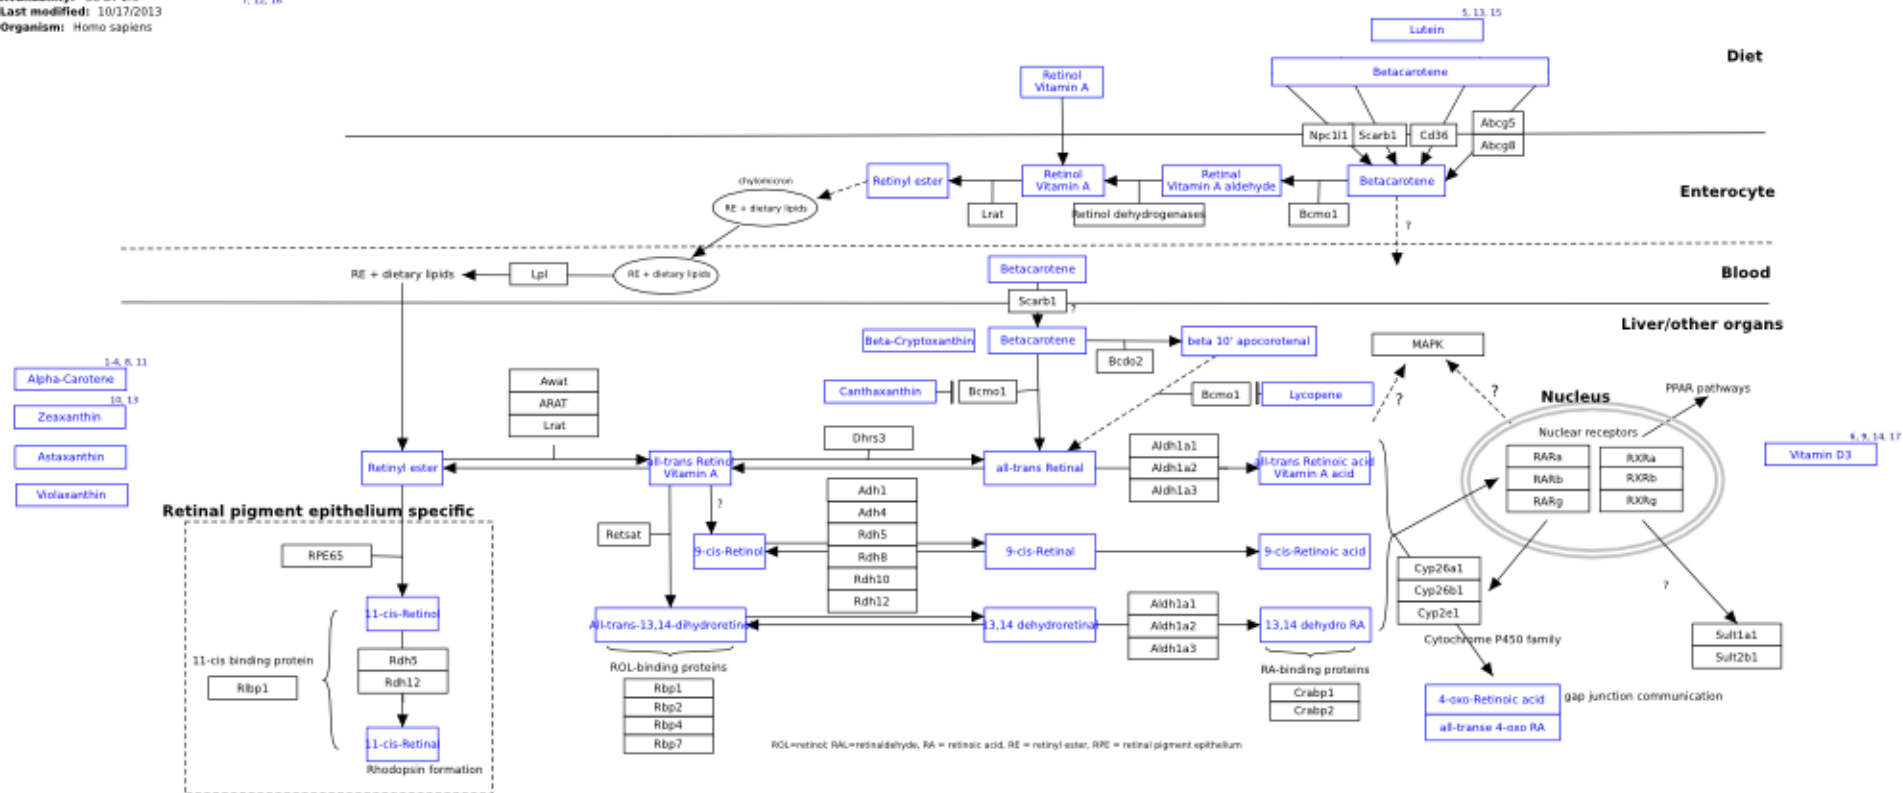 Last modified: 10/17/2013
Organism: Homo sapiens
5, 13, 15
Lutein
Diet
Retinol
Vitamin A
Betacarotene
Npc1l1
Scarb1
Cd36
Abcg5
Abcg8
Enterocyte
chylomicron
RE + dietary lipids
Retinyl ester
Retinol
Vitamin A
Retinal
Vitamin A aldehyde
Betacarotene
Lrat
Retinol dehydrogenases
Bcmo1
?
Blood
RE + dietary lipids
Lpl
RE + dietary lipids
Betacarotene
Scarb1
?
Liver/other organs
Beta-Cryptoxanthin
Betacarotene
beta 10' apocorotenal
Bcdo2
MAPK
1-4, 8, 11
Alpha-Carotene
10, 13
Zeaxanthin
Astaxanthin
Violaxanthin
Awat
ARAT
Lrat
Canthaxanthin
Bcmo1
Bcmo1
Lycopene
?
?
Nucleus
PPAR pathways
Nuclear receptors
RARa
RARb
RARg
RXRa
RXRb
RXRg
6, 9, 14, 17
Vitamin D3
Dhrs3
Retinyl ester
all-trans Retinol
Vitamin A
all-trans Retinal
Aldh1a1
Aldh1a2
Aldh1a3
all-trans Retinoic acid
Vitamin A acid
Retinal pigment epithelium specific
RPE65
Retsat
?
Adh1
Adh4
Rdh5
Rdh8
Rdh10
Rdh12
9-cis-Retinol
9-cis-Retinal
9-cis-Retinoic acid
Cyp26a1
Cyp26b1
Cyp2e1
Cytochrome P450 family
?
Sult1a1
Sult2b1
11-cis-Retinol
All-trans-13,14-dihydroretinol
13,14 dehydroretinal
Aldh1a1
Aldh1a2
Aldh1a3
13,14 dehydro RA
11-cis binding protein
Rlbp1
Rdh5
Rdh12
11-cis-Retinal
Rhodopsin formation
ROL-binding proteins
Rbp1
Rbp2
Rbp4
Rbp7
RA-binding proteins
Crabp1
Crabp2
4-oxo-Retinoic acid
all-transe 4-oxo RA
gap junction communication
ROL=retinol; RAL=retinaldehyde, RA = retinoic acid, RE = retinyl ester, RPE = retinal pigment epithelium